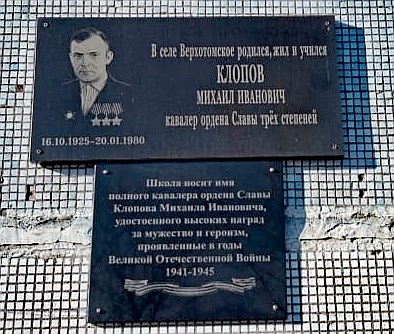 В селе Верхотомское родился, жил и учился
КЛОПОВ
МИХАИЛ ИВАНОВИЧ
кавалер ордена Славы трёх степеней
16.10.1925-20.01.1980
Школа носит имя
полного кавалера ордена Славы
Клопова Михаила Ивановича,
удостоенного высоких наград
за мужество и героизм,
проявленные в годы
Великой Отечественной Войны
1941-1945